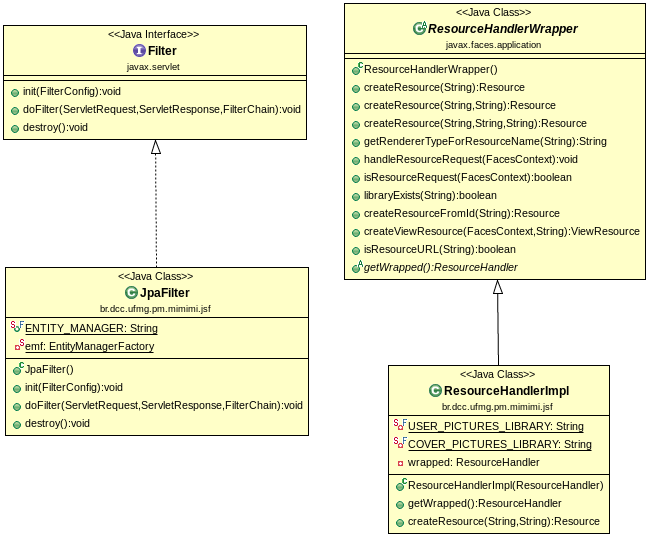 <<Java Interface>>
Filter
javax.servlet
init(FilterConfig):void
doFilter(ServletRequest,ServletResponse,FilterChain):void
destroy():void
<<Java Class>>
JpaFilter
br.dcc.ufmg.pm.mimimi.jsf
ENTITY_MANAGER: String
emf: EntityManagerFactory
JpaFilter()
init(FilterConfig):void
doFilter(ServletRequest,ServletResponse,FilterChain):void
destroy():void
<<Java Class>>
ResourceHandlerWrapper
javax.faces.application
ResourceHandlerWrapper()
createResource(String):Resource
createResource(String,String):Resource
createResource(String,String,String):Resource
getRendererTypeForResourceName(String):String
handleResourceRequest(FacesContext):void
isResourceRequest(FacesContext):boolean
libraryExists(String):boolean
createResourceFromId(String):Resource
createViewResource(FacesContext,String):ViewResource
isResourceURL(String):boolean
getWrapped():ResourceHandler
<<Java Class>>
ResourceHandlerImpl
br.dcc.ufmg.pm.mimimi.jsf
USER_PICTURES_LIBRARY: String
COVER_PICTURES_LIBRARY: String
wrapped: ResourceHandler
ResourceHandlerImpl(ResourceHandler)
getWrapped():ResourceHandler
createResource(String,String):Resource